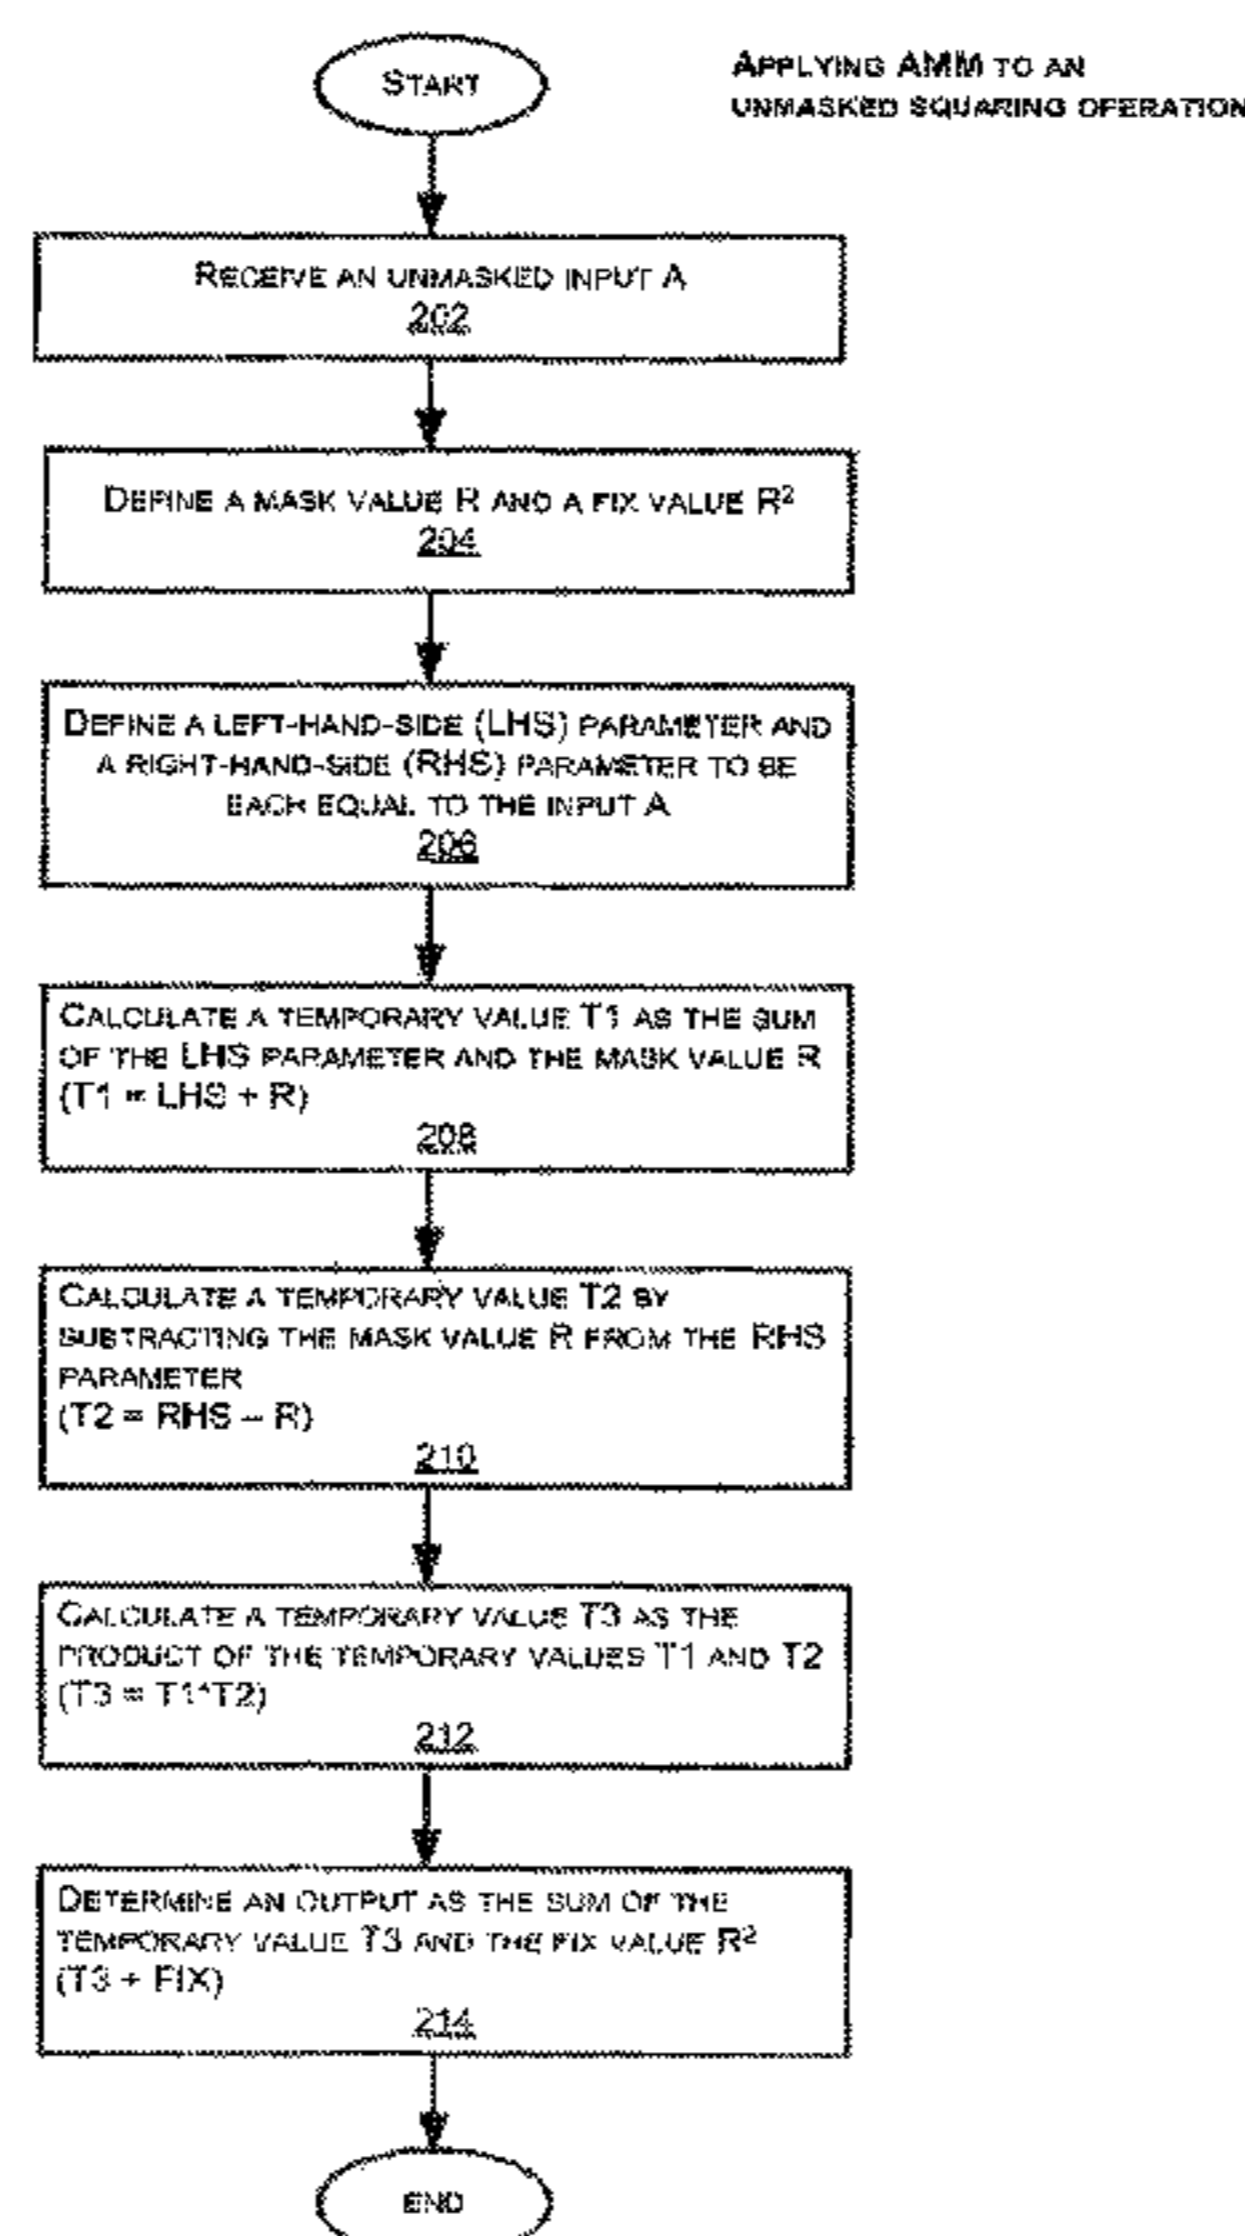 START
APPLYING AMM TO AN
UNMASKED SQUARING OPERATION
RECEIVE AN UNMASKED INPUT A
202
DEFINE A MASK VALUE R AND A FIX VALUE R²
204
DEFINE A LEFT-HAND-SIDE (LHS) PARAMETER AND
A RIGHT-HAND-SIDE (RHS) PARAMETER TO BE
EACH EQUAL TO THE INPUT A
206
CALCULATE A TEMPORARY VALUE T1 AS THE SUM
OF THE LHS PARAMETER AND THE MASK VALUE R
(T1 = LHS + R)
208
CALCULATE A TEMPORARY VALUE T2 BY
SUBTRACTING THE MASK VALUE R FROM THE RHS
PARAMETER
(T2 = RHS – R)
210
CALCULATE A TEMPORARY VALUE T3 AS THE
PRODUCT OF THE TEMPORARY VALUES T1 AND T2
(T3 = T1*T2)
212
DETERMINE AN OUTPUT AS THE SUM OF THE
TEMPORARY VALUE T3 AND THE FIX VALUE R²
(T3 + FIX)
214
END